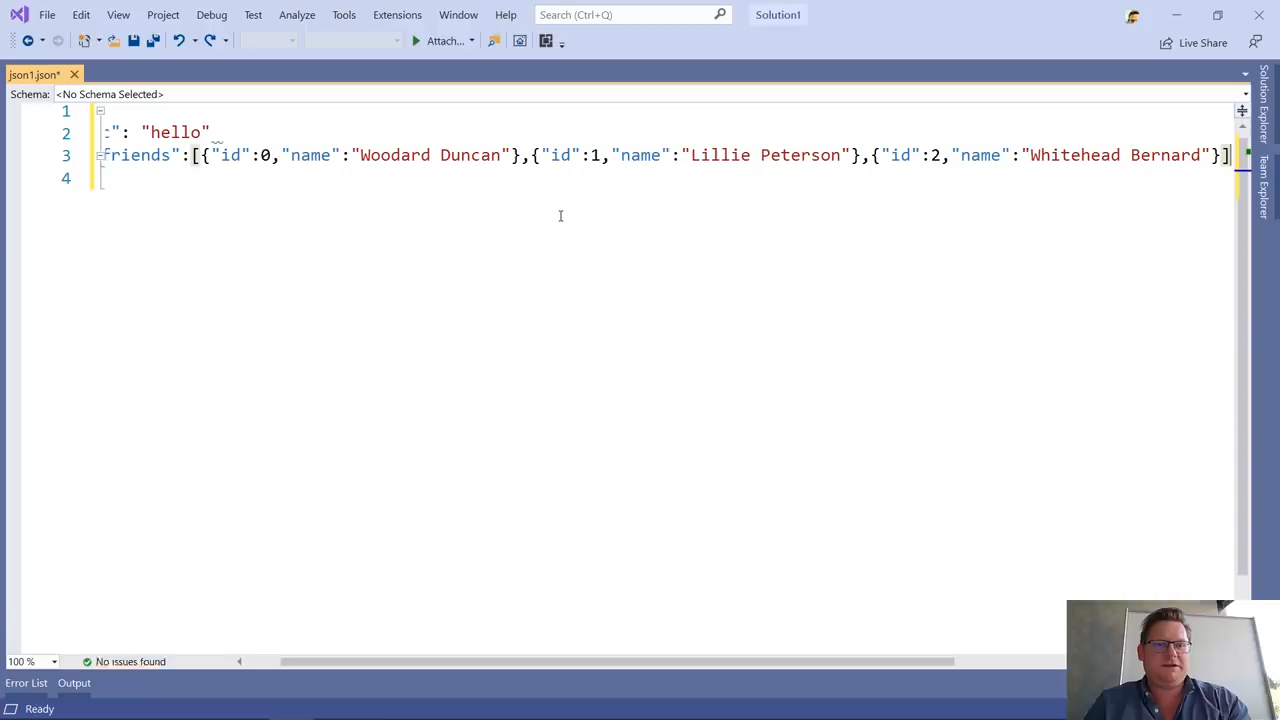 File Edit View Project Debug Test Analyze Tools Extensions Window Help Search (Ctrl+Q) Solution1
Attach... Live Share
json1.json*
Schema: <No Schema Selected>
1
2 :": "hello"
3 friends":[{"id":0,"name":"Woodard Duncan"},{"id":1,"name":"Lillie Peterson"},{"id":2,"name":"Whitehead Bernard"}]
4
Solution Explorer
Team Explorer
100 % No issues found
Error List Output
Ready